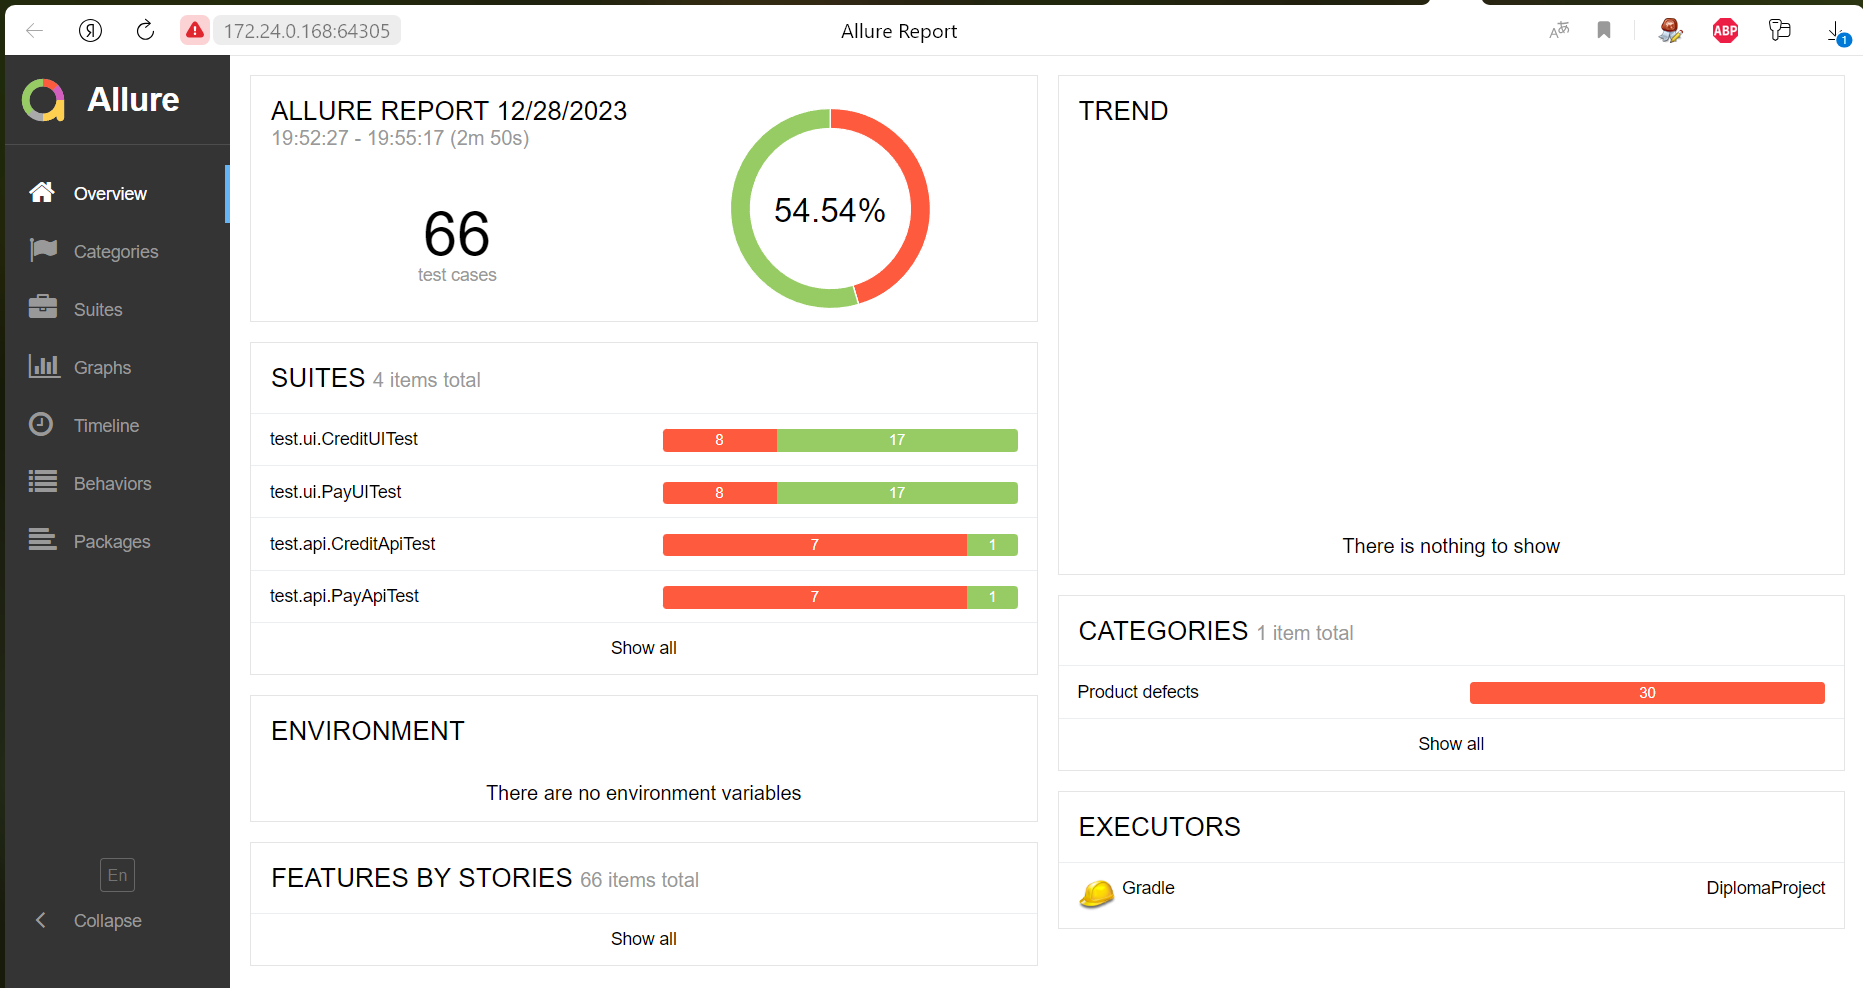 Я
172.24.0.168:64305
Allure Report
Aあ
ABP
1
Allure
Overview
Categories
Suites
Graphs
Timeline
Behaviors
Packages
En
Collapse
ALLURE REPORT 12/28/2023
19:52:27 - 19:55:17 (2m 50s)
66
test cases
54.54%
SUITES 4 items total
test.ui.CreditUITest 8 17
test.ui.PayUITest 8 17
test.api.CreditApiTest 7 1
test.api.PayApiTest 7 1
Show all
ENVIRONMENT
There are no environment variables
FEATURES BY STORIES 66 items total
Show all
TREND
There is nothing to show
CATEGORIES 1 item total
Product defects 30
Show all
EXECUTORS
Gradle DiplomaProject